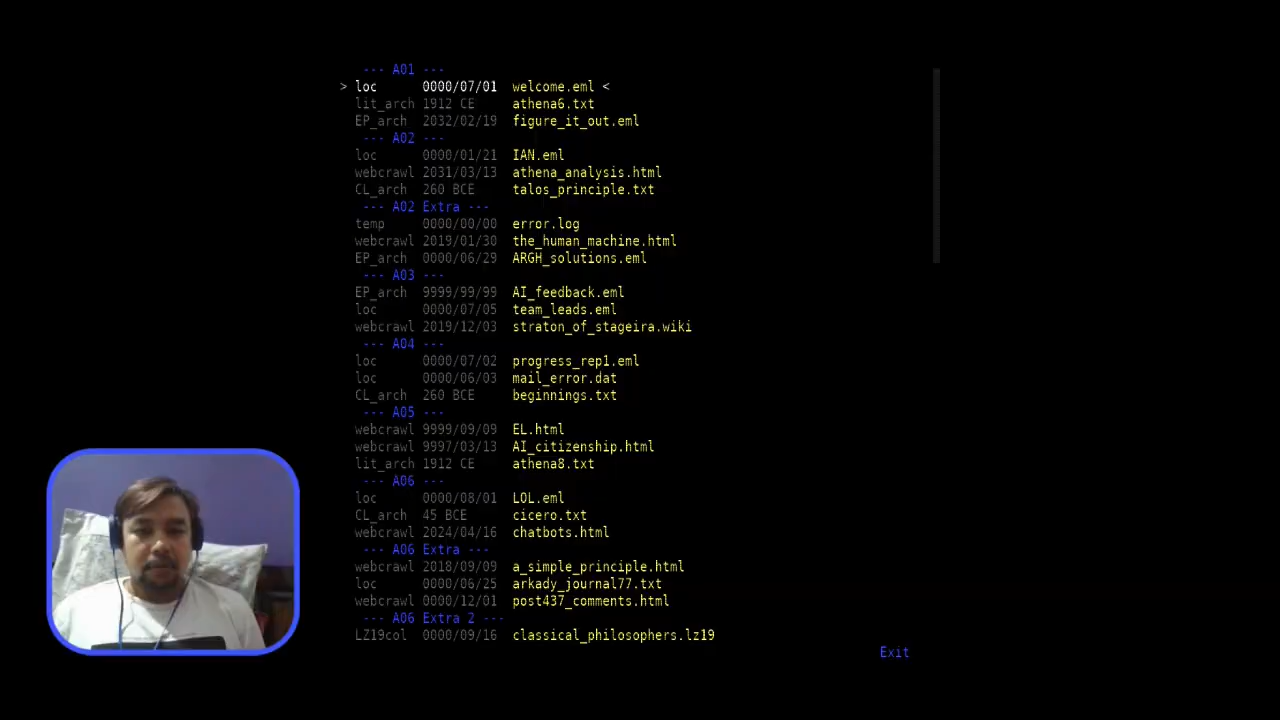 --- A01 ---
> loc 0000/07/01 welcome.eml <
lit_arch 1912 CE athena6.txt
EP_arch 2032/02/19 figure_it_out.eml
--- A02 ---
loc 0000/01/21 IAN.eml
webcrawl 2031/03/13 athena_analysis.html
CL_arch 260 BCE talos_principle.txt
--- A02 Extra ---
temp 0000/00/00 error.log
webcrawl 2019/01/30 the_human_machine.html
EP_arch 0000/06/29 ARGH_solutions.eml
--- A03 ---
EP_arch 9999/99/99 AI_feedback.eml
loc 0000/07/05 team_leads.eml
webcrawl 2019/12/03 straton_of_stageira.wiki
--- A04 ---
loc 0000/07/02 progress_rep1.eml
loc 0000/06/03 mail_error.dat
CL_arch 260 BCE beginnings.txt
--- A05 ---
webcrawl 9999/09/09 EL.html
webcrawl 9997/03/13 AI_citizenship.html
lit_arch 1912 CE athena8.txt
--- A06 ---
loc 0000/08/01 LOL.eml
CL_arch 45 BCE cicero.txt
webcrawl 2024/04/16 chatbots.html
--- A06 Extra ---
webcrawl 2018/09/09 a_simple_principle.html
loc 0000/06/25 arkady_journal77.txt
webcrawl 0000/12/01 post437_comments.html
--- A06 Extra 2 ---
LZ19col 0000/09/16 classical_philosophers.lz19
Exit